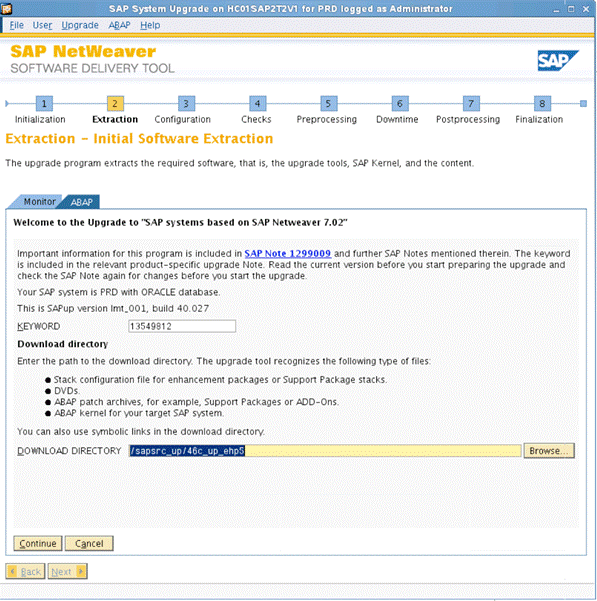 SAP System Upgrade on HC01SAP2T2V1 for PRD logged as Administrator
File User Upgrade ABAP Help
SAP NetWeaver
SOFTWARE DELIVERY TOOL
SAP
1 2 3 4 5 6 7 8
Initialization Extraction Configuration Checks Preprocessing Downtime Postprocessing Finalization
Extraction - Initial Software Extraction
The upgrade program extracts the required software, that is, the upgrade tools, SAP Kernel, and the content.
Monitor ABAP
Welcome to the Upgrade to "SAP systems based on SAP Netweaver 7.02"
Important information for this program is included in SAP Note 1299009 and further SAP Notes mentioned therein. The keyword
is included in the relevant product-specific upgrade Note. Read the current version before you start preparing the upgrade and
check the SAP Note again for changes before you start the upgrade.
Your SAP system is PRD with ORACLE database.
This is SAPup version lmt_001, build 40.027
KEYWORD 13549812
Download directory
Enter the path to the download directory. The upgrade tool recognizes the following type of files:
● Stack configuration file for enhancement packages or Support Package stacks.
● DVDs.
● ABAP patch archives, for example, Support Packages or ADD-Ons.
● ABAP kernel for your target SAP system.
You can also use symbolic links in the download directory.
DOWNLOAD DIRECTORY /sapsrc_up/46c_up_ehp5 Browse...
Continue Cancel
Back Next